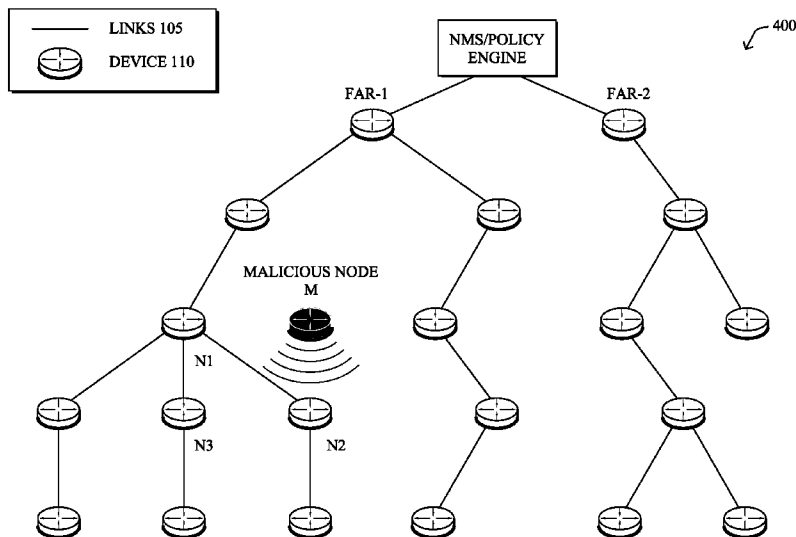 LINKS 105
DEVICE 110
NMS/POLICY
ENGINE
400
FAR-1
FAR-2
MALICIOUS NODE
M
N1
N3
N2